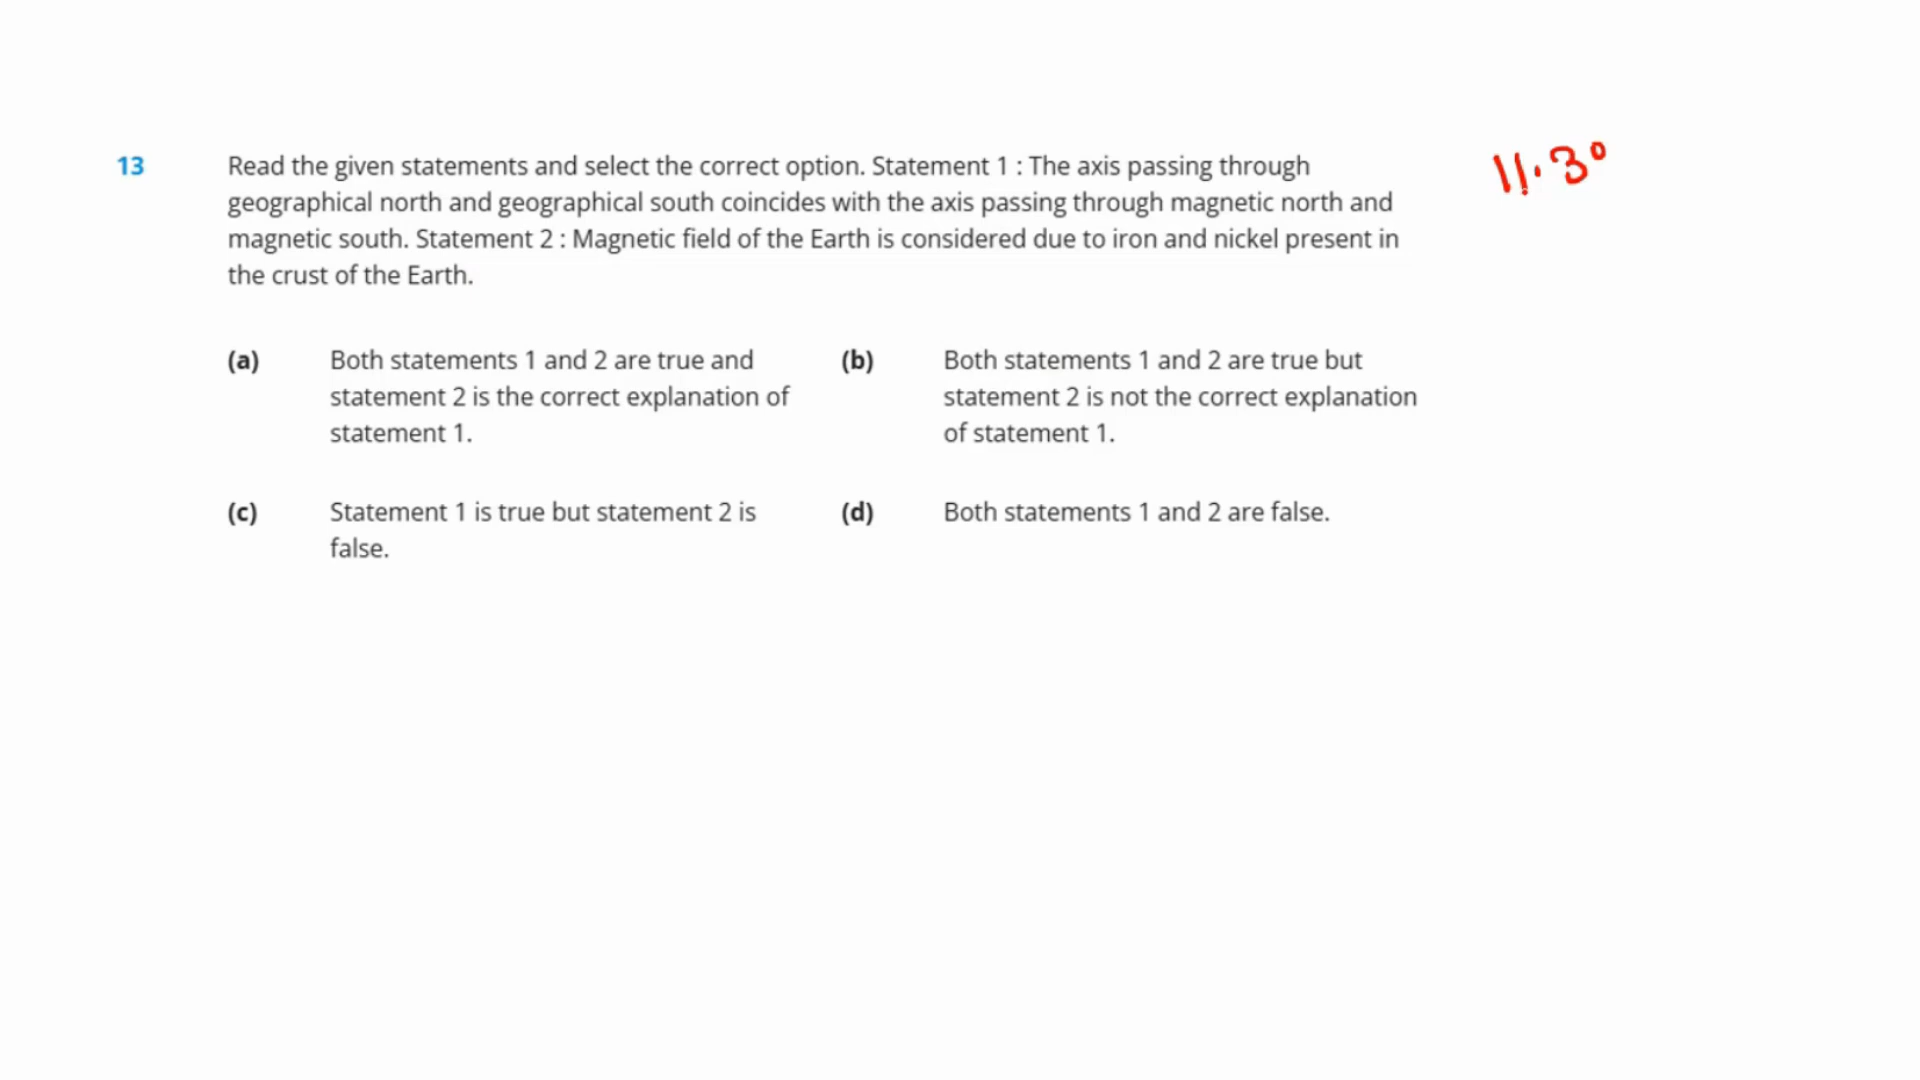 13 Read the given statements and select the correct option. Statement 1 : The axis passing through 11.3°
geographical north and geographical south coincides with the axis passing through magnetic north and
magnetic south. Statement 2 : Magnetic field of the Earth is considered due to iron and nickel present in
the crust of the Earth.
(a) Both statements 1 and 2 are true and
statement 2 is the correct explanation of
statement 1.
(b) Both statements 1 and 2 are true but
statement 2 is not the correct explanation
of statement 1.
(c) Statement 1 is true but statement 2 is
false.
(d) Both statements 1 and 2 are false.